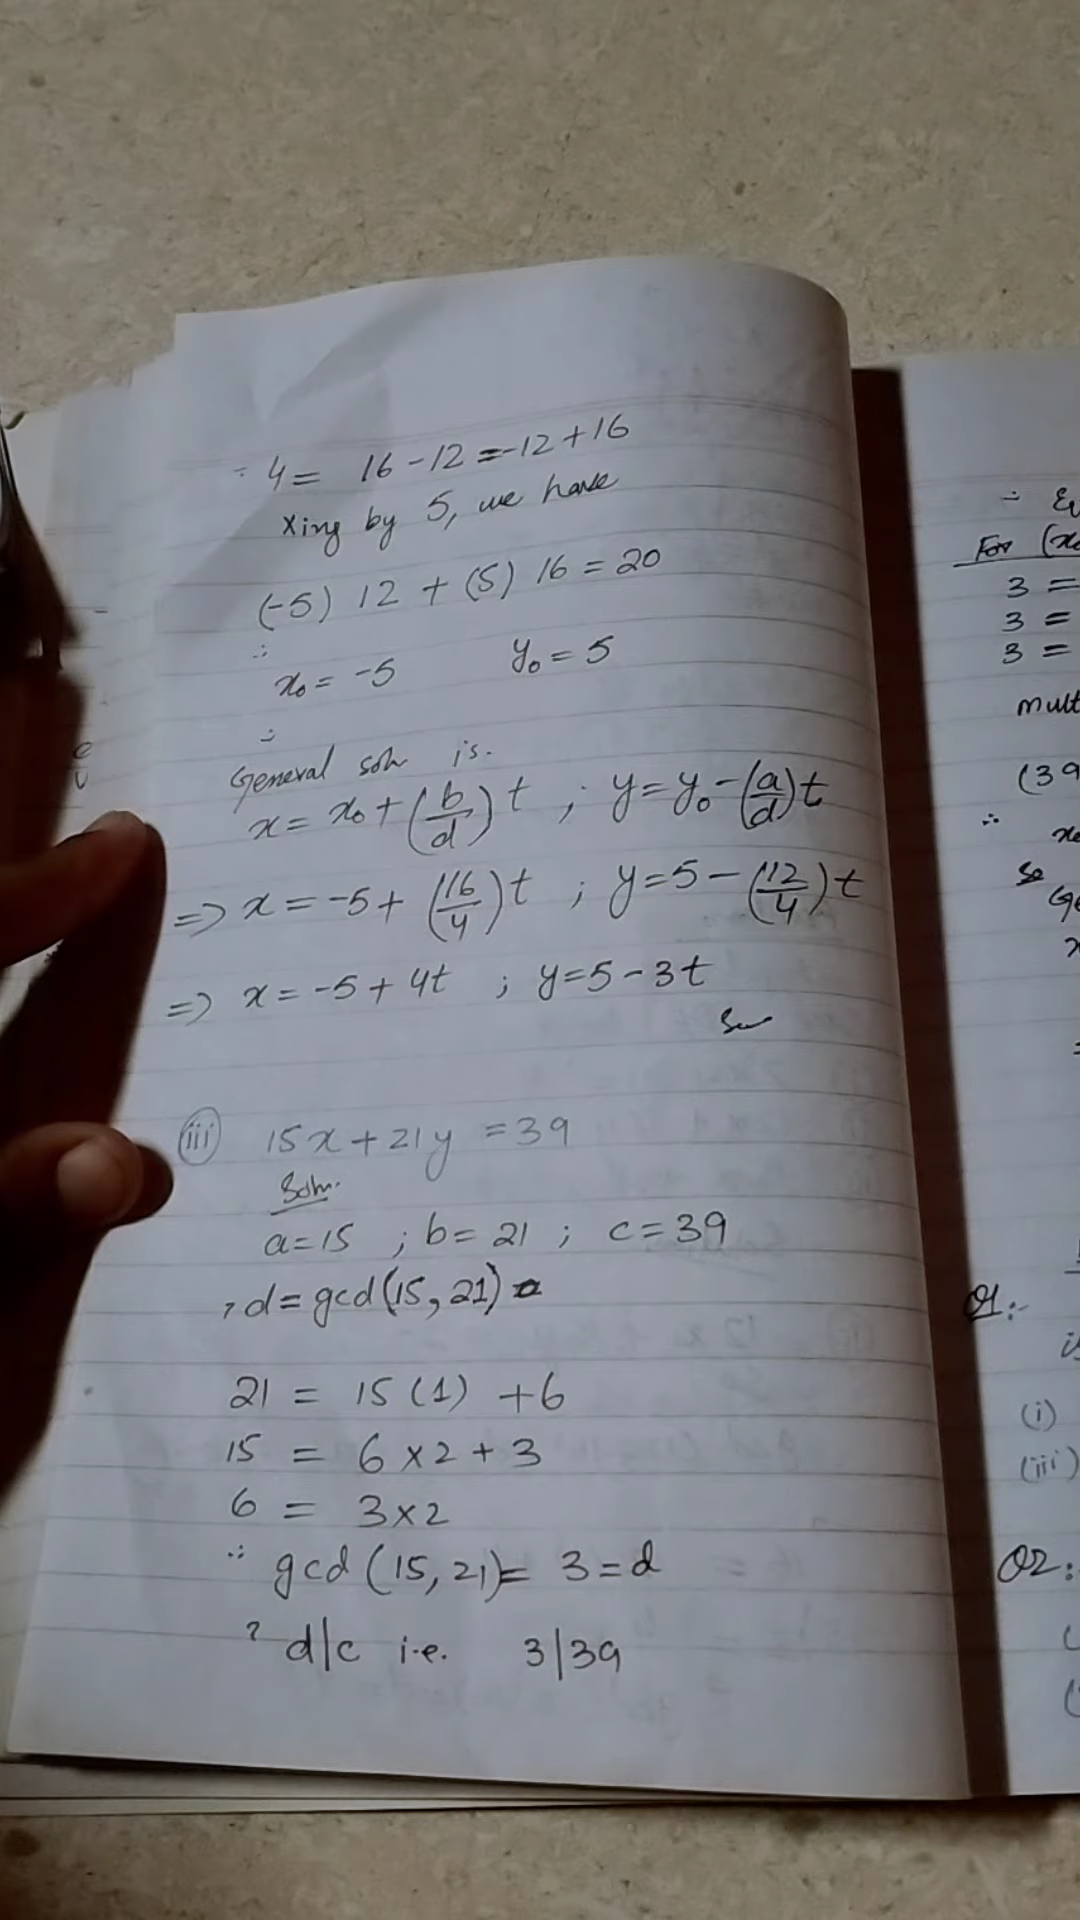 ∴ 4 = 16 - 12 = -12 + 16
Xing by 5, we have
(-5) 12 + (5) 16 = 20
∴
x₀ = -5 y₀ = 5
∴
General soln is.
x = x₀ + (b/d) t ; y = y₀ - (a/d) t
=> x = -5 + (16/4) t ; y = 5 - (12/4) t
=> x = -5 + 4t ; y = 5 - 3t
(iii) 15x + 21y = 39
Soln.
a = 15 ; b = 21 ; c = 39
, d = gcd (15, 21)
21 = 15 (1) + 6
15 = 6 × 2 + 3
6 = 3 × 2
∴ gcd (15, 21) = 3 = d
? d/c i.e. 3/39
For (x₀
3 =
3 =
3 =
mult
(39
∴
So
Q1:-
(i)
(iii)
Q2:-